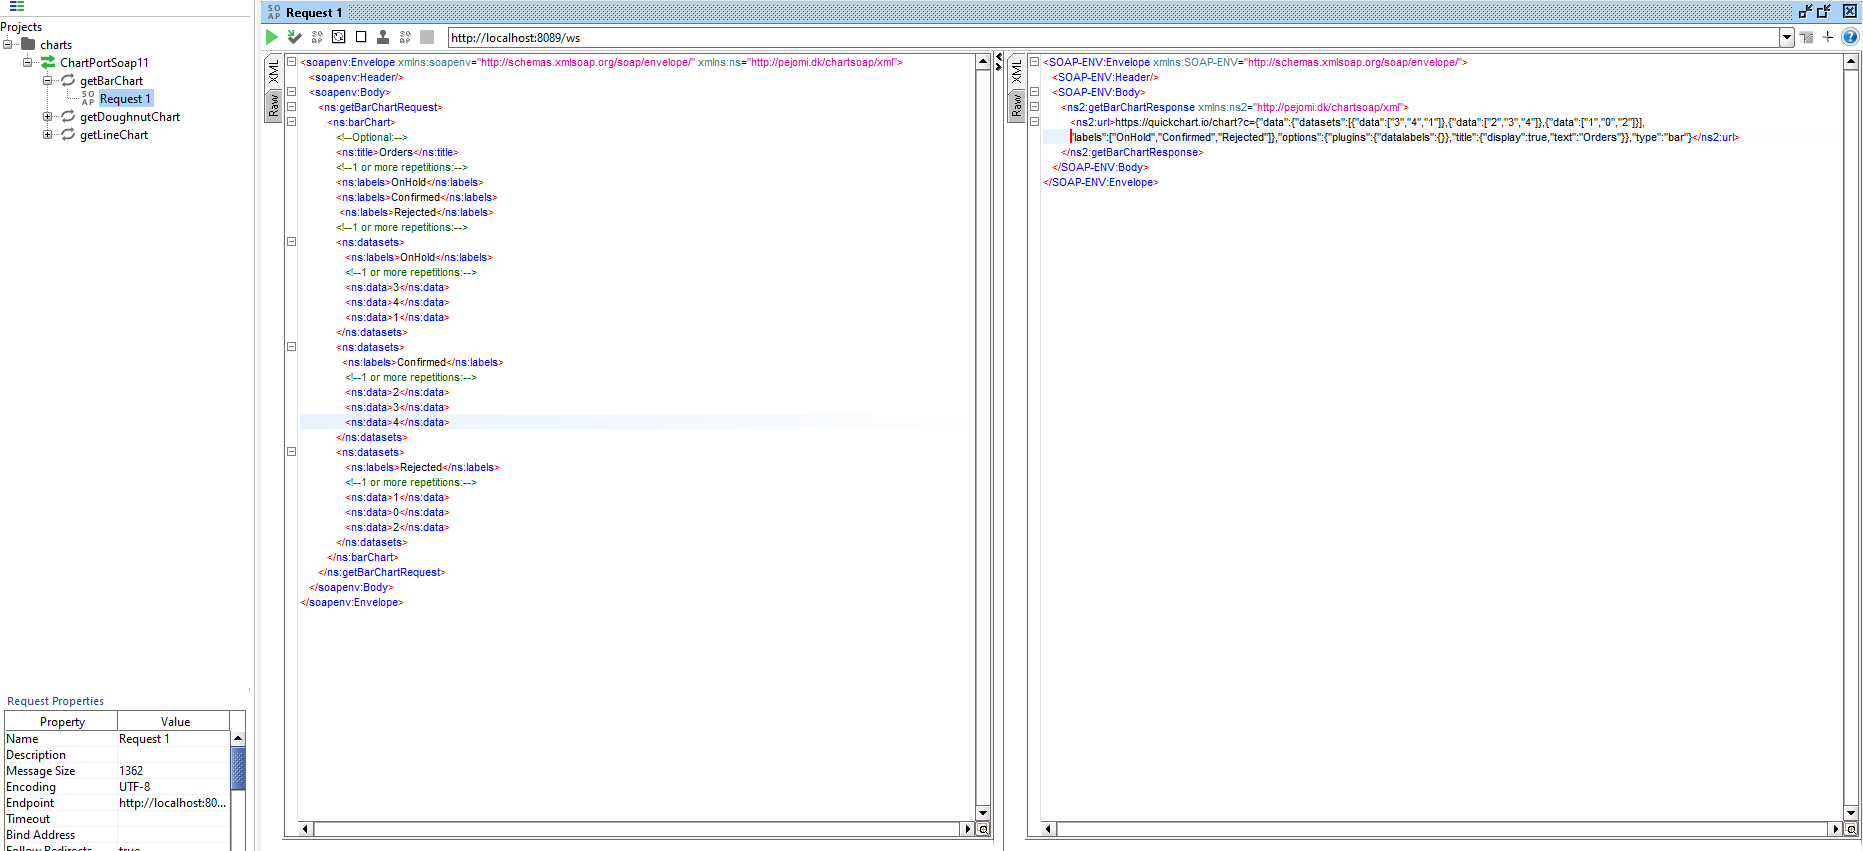 Request 1
Projects
charts
ChartPortSoap11
getBarChart
SO AP Request 1
getDoughnutChart
getLineChart
http://localhost:8089/ws
XML
Raw
<soapenv:Envelope xmlns:soapenv="http://schemas.xmlsoap.org/soap/envelope/" xmlns:ns="http://pejomi.dk/chartsoap/xml">
<soapenv:Header/>
<soapenv:Body>
<ns:getBarChartRequest>
<ns:barChart>
<!--Optional:-->
<ns:title>Orders</ns:title>
<!--1 or more repetitions:-->
<ns:labels>OnHold</ns:labels>
<ns:labels>Confirmed</ns:labels>
<ns:labels>Rejected</ns:labels>
<!--1 or more repetitions:-->
<ns:datasets>
<ns:labels>OnHold</ns:labels>
<!--1 or more repetitions:-->
<ns:data>3</ns:data>
<ns:data>4</ns:data>
<ns:data>1</ns:data>
</ns:datasets>
<ns:datasets>
<ns:labels>Confirmed</ns:labels>
<!--1 or more repetitions:-->
<ns:data>2</ns:data>
<ns:data>3</ns:data>
<ns:data>4</ns:data>
</ns:datasets>
<ns:datasets>
<ns:labels>Rejected</ns:labels>
<!--1 or more repetitions:-->
<ns:data>1</ns:data>
<ns:data>0</ns:data>
<ns:data>2</ns:data>
</ns:datasets>
</ns:barChart>
</ns:getBarChartRequest>
</soapenv:Body>
</soapenv:Envelope>
XML
Raw
<SOAP-ENV:Envelope xmlns:SOAP-ENV="http://schemas.xmlsoap.org/soap/envelope/">
<SOAP-ENV:Header/>
<SOAP-ENV:Body>
<ns2:getBarChartResponse xmlns:ns2="http://pejomi.dk/chartsoap/xml">
<ns2:url>https://quickchart.io/chart?c={"data":{"datasets":[{"data":["3","4","1"]},{"data":["2","3","4"]},{"data":["1","0","2"]}],
"labels":["OnHold","Confirmed","Rejected"]},"options":{"plugins":{"datalabels":{}},"title":{"display":true,"text":"Orders"}},"type":"bar"}</ns2:url>
</ns2:getBarChartResponse>
</SOAP-ENV:Body>
</SOAP-ENV:Envelope>
Request Properties
Property Value
Name Request 1
Description
Message Size 1362
Encoding UTF-8
Endpoint http://localhost:80...
Timeout
Bind Address
Follow Redirects true